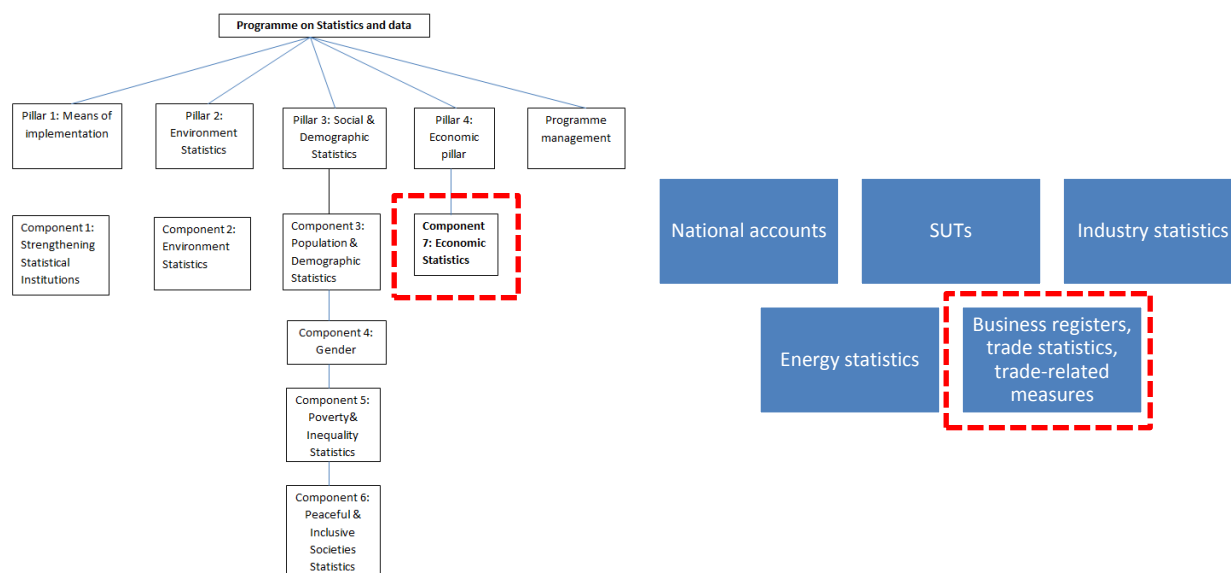 Programme on Statistics and data
Pillar 1: Means of
implementation
Pillar 2:
Environment
Statistics
Pillar 3: Social &
Demographic
Statistics
Pillar 4:
Economic
pillar
Programme
management
Component 1:
Strengthening
Statistical
Institutions
Component 2:
Environment
Statistics
Component 3:
Population &
Demographic
Statistics
Component
7: Economic
Statistics
Component 4:
Gender
Component 5:
Poverty&
Inequality
Statistics
Component 6:
Peaceful &
Inclusive
Societies
Statistics
National accounts
SUTs
Industry statistics
Energy statistics
Business registers,
trade statistics,
trade-related
measures